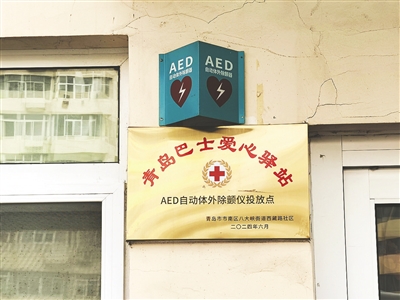 AED
自动体外除颤器
AED
自动体外除颤器
青岛巴士爱心驿站
AED自动体外除颤仪投放点
青岛市市南区八大峡街道西藏路社区
二〇二四年六月